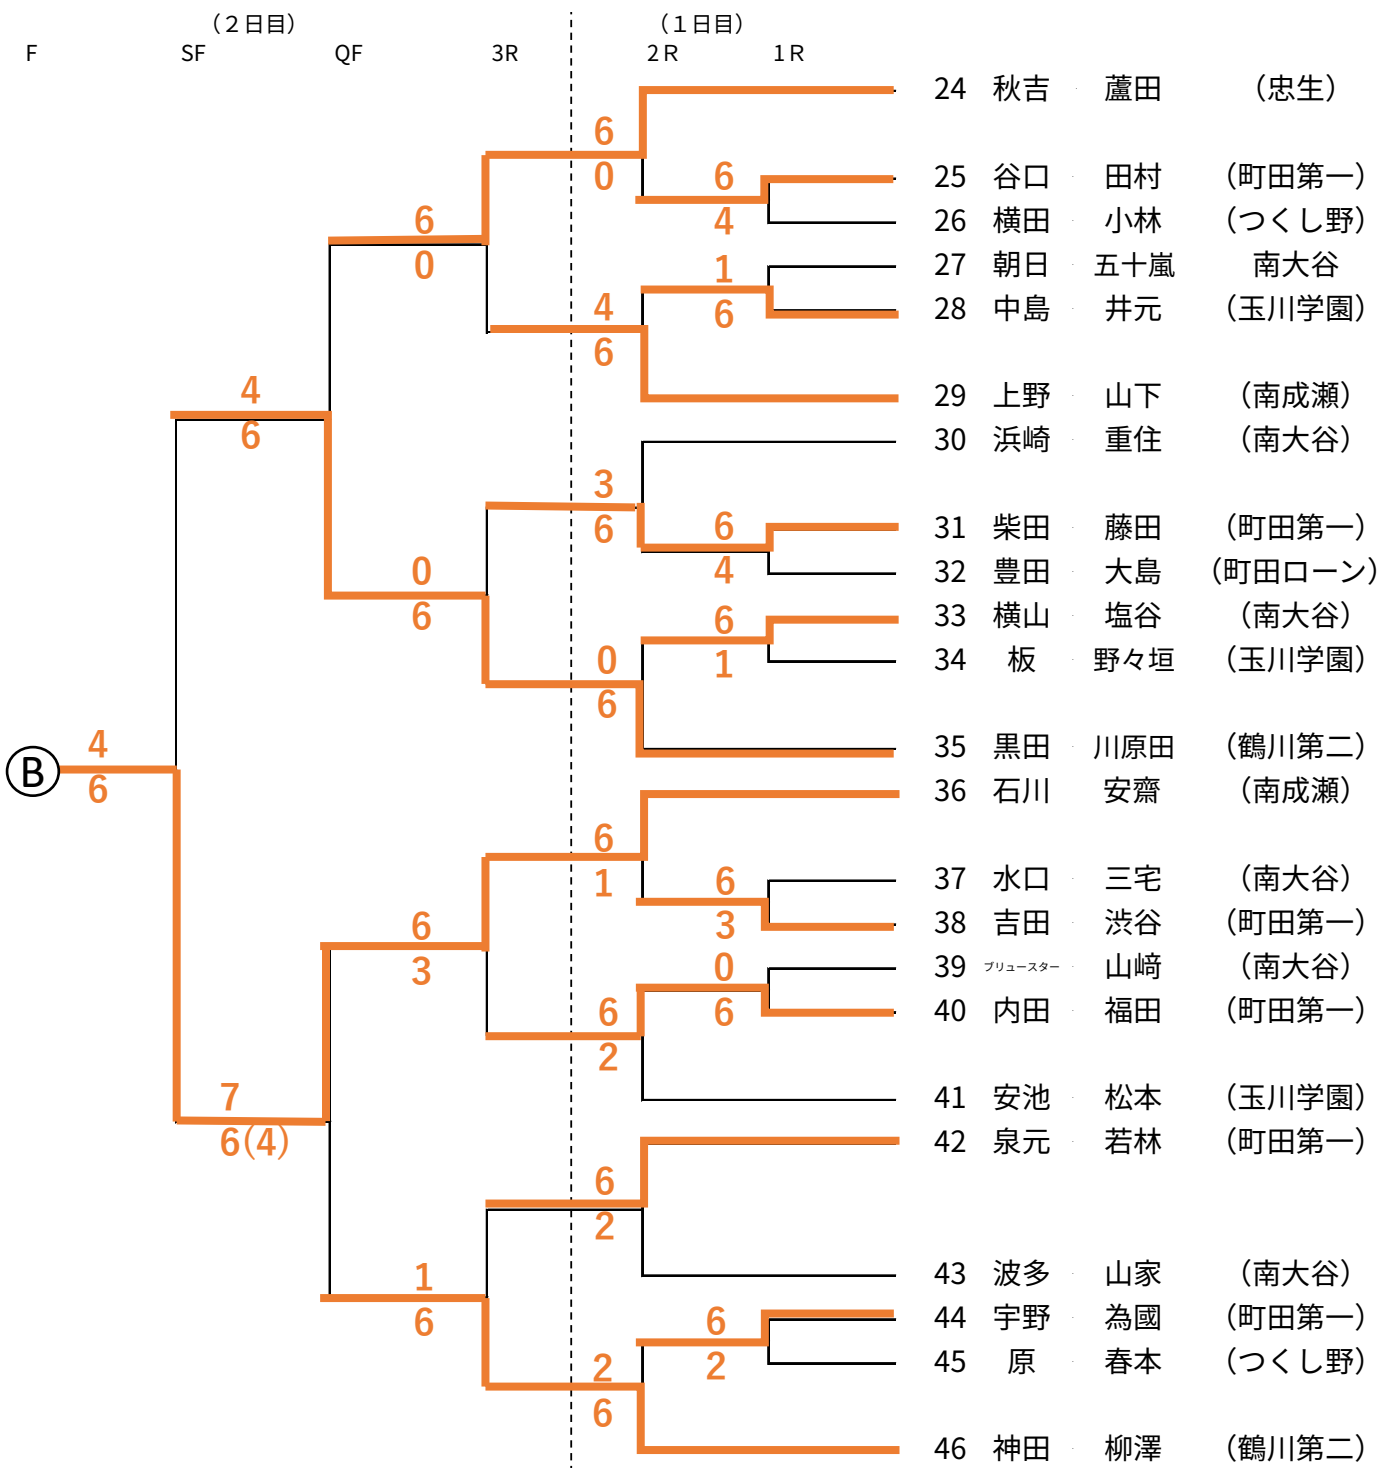 （２日目） （１日目）
F SF QF 3R 2R 1R
24 秋吉 - 蘆田 （忠生）
6
0
25 谷口 - 田村 （町田第一）
6
4
26 横田 - 小林 （つくし野）
6
0
27 朝日 - 五十嵐 南大谷
1
6
28 中島 - 井元 （玉川学園）
4
6
29 上野 - 山下 （南成瀬）
4
6
30 浜崎 - 重住 （南大谷）
3
6
31 柴田 - 藤田 （町田第一）
6
4
32 豊田 - 大島 （町田ローン）
0
6
33 横山 - 塩谷 （南大谷）
6
1
34 板 - 野々垣 （玉川学園）
0
6
35 黒田 - 川原田 （鶴川第二）
B
4
6
36 石川 - 安齋 （南成瀬）
6
1
37 水口 - 三宅 （南大谷）
6
3
38 吉田 - 渋谷 （町田第一）
6
3
39 ブリュースター - 山﨑 （南大谷）
0
6
40 内田 - 福田 （町田第一）
6
2
41 安池 - 松本 （玉川学園）
7
6(4)
42 泉元 - 若林 （町田第一）
6
2
43 波多 - 山家 （南大谷）
1
6
44 宇野 - 為國 （町田第一）
6
2
45 原 - 春本 （つくし野）
2
6
46 神田 - 柳澤 （鶴川第二）